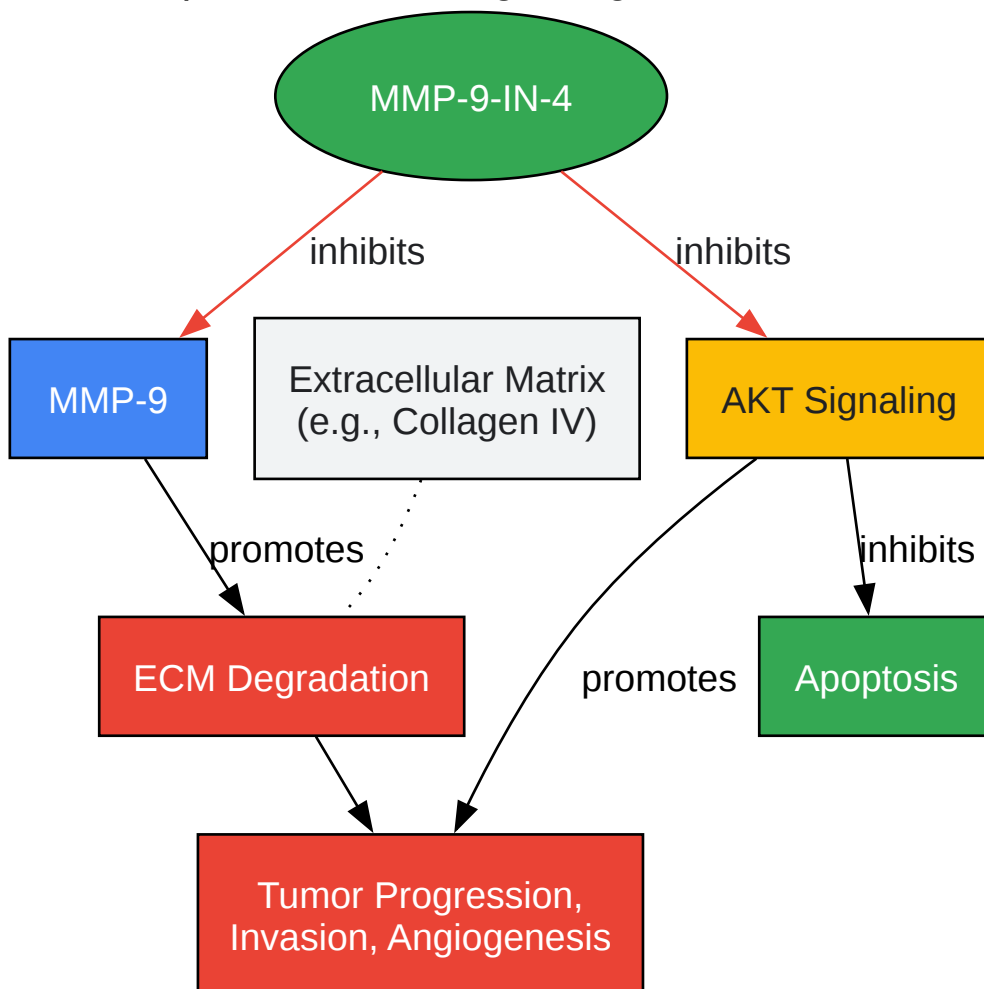 MMP-9-IN-4
inhibits
inhibits
MMP-9
Extracellular Matrix
(e.g., Collagen IV)
AKT Signaling
promotes
inhibits
ECM Degradation
promotes
Apoptosis
Tumor Progression,
Invasion, Angiogenesis